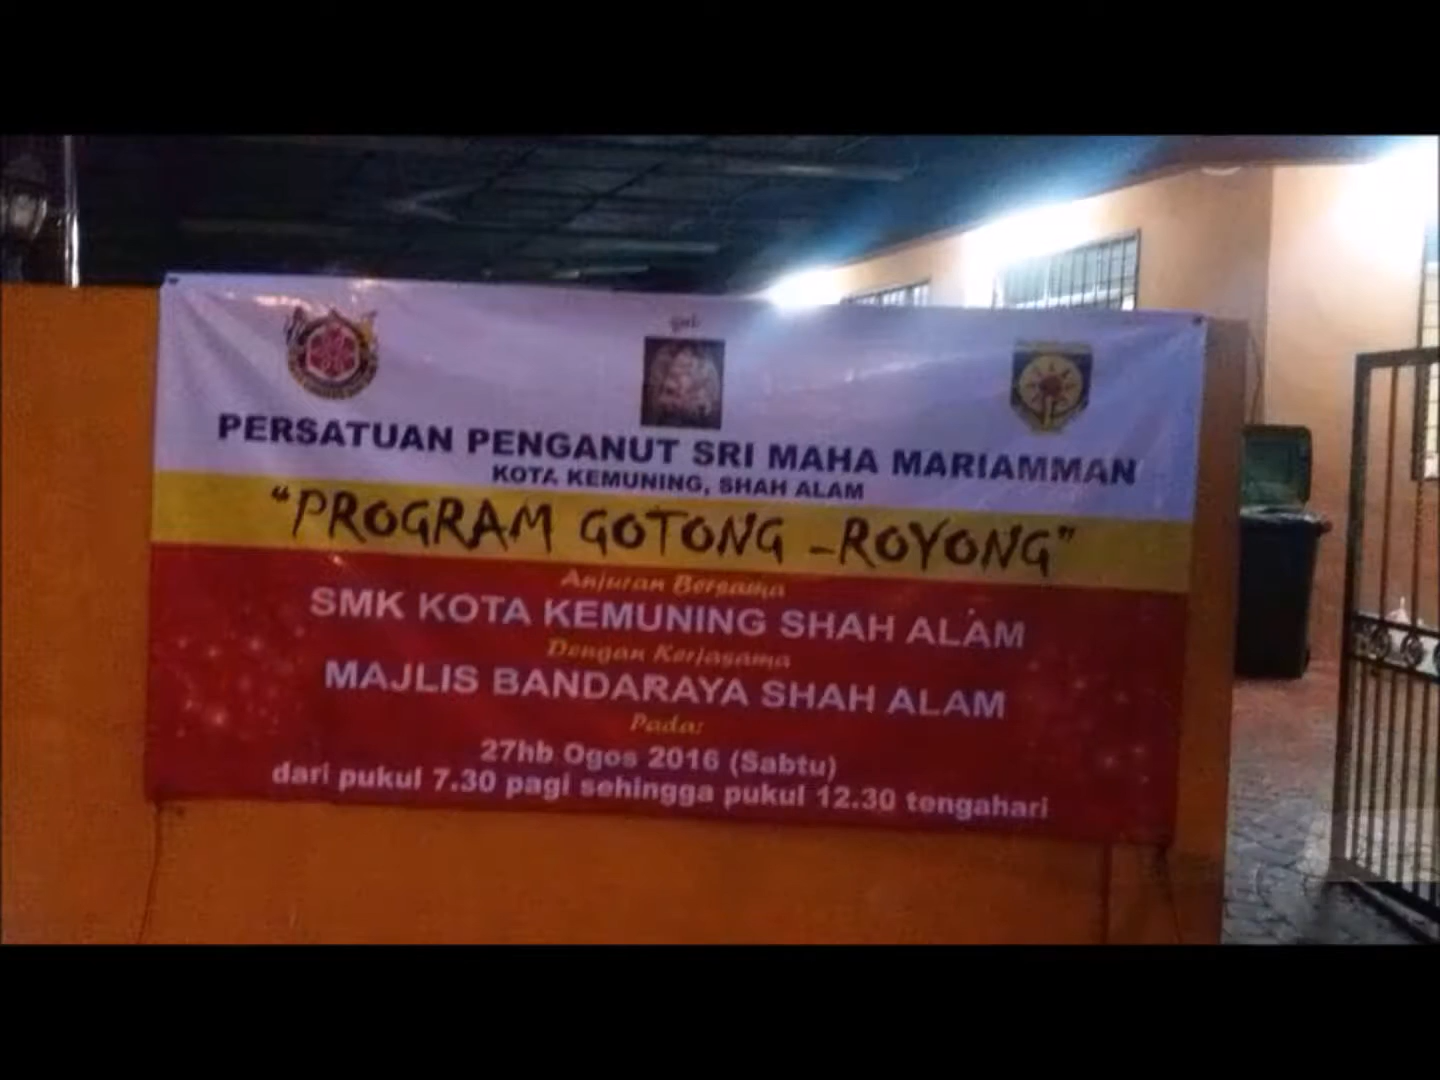 PERSATUAN PENGANUT SRI MAHA MARIAMMAN
KOTA KEMUNING, SHAH ALAM
"PROGRAM GOTONG -ROYONG"
Anjuran Bersama
SMK KOTA KEMUNING SHAH ALAM
Dengan Kerjasama
MAJLIS BANDARAYA SHAH ALAM
Pada:
27hb Ogos 2016 (Sabtu)
dari pukul 7.30 pagi sehingga pukul 12.30 tengahari